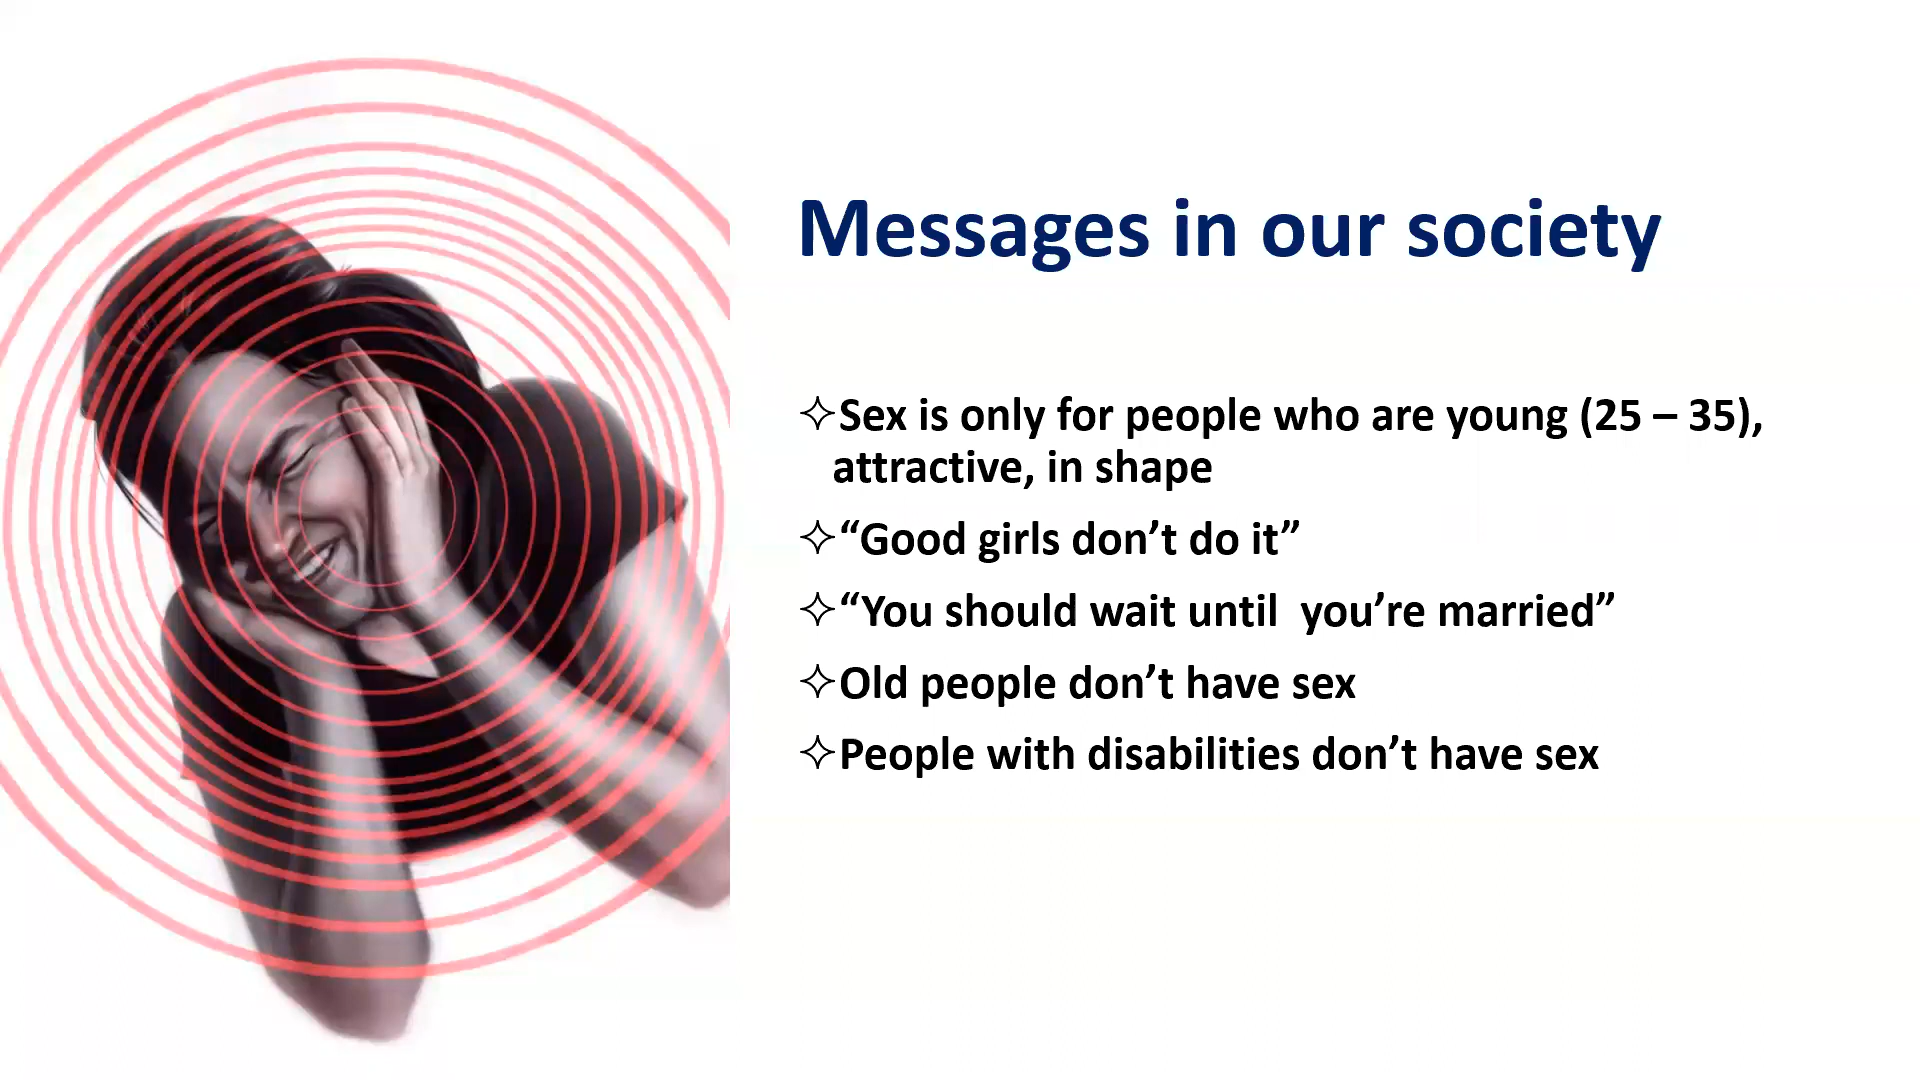 Messages in our society
✧Sex is only for people who are young (25 – 35),
attractive, in shape
✧“Good girls don’t do it”
✧“You should wait until  you’re married”
✧Old people don’t have sex
✧People with disabilities don’t have sex